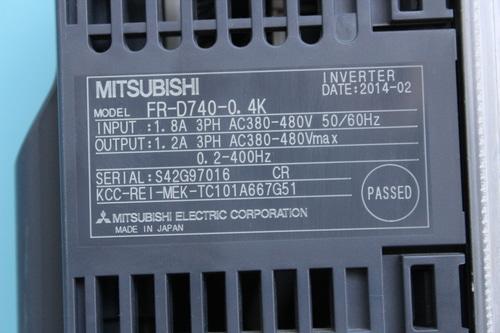 MITSUBISHI INVERTER
MODEL FR-D740-0.4K DATE:2014-02
INPUT :1.8A 3PH AC380-480V 50/60Hz
OUTPUT:1.2A 3PH AC380-480Vmax
0.2-400Hz
SERIAL:S42G97016 CR
KCC-REI-MEK-TC101A667G51
PASSED
MITSUBISHI ELECTRIC CORPORATION
MADE IN JAPAN